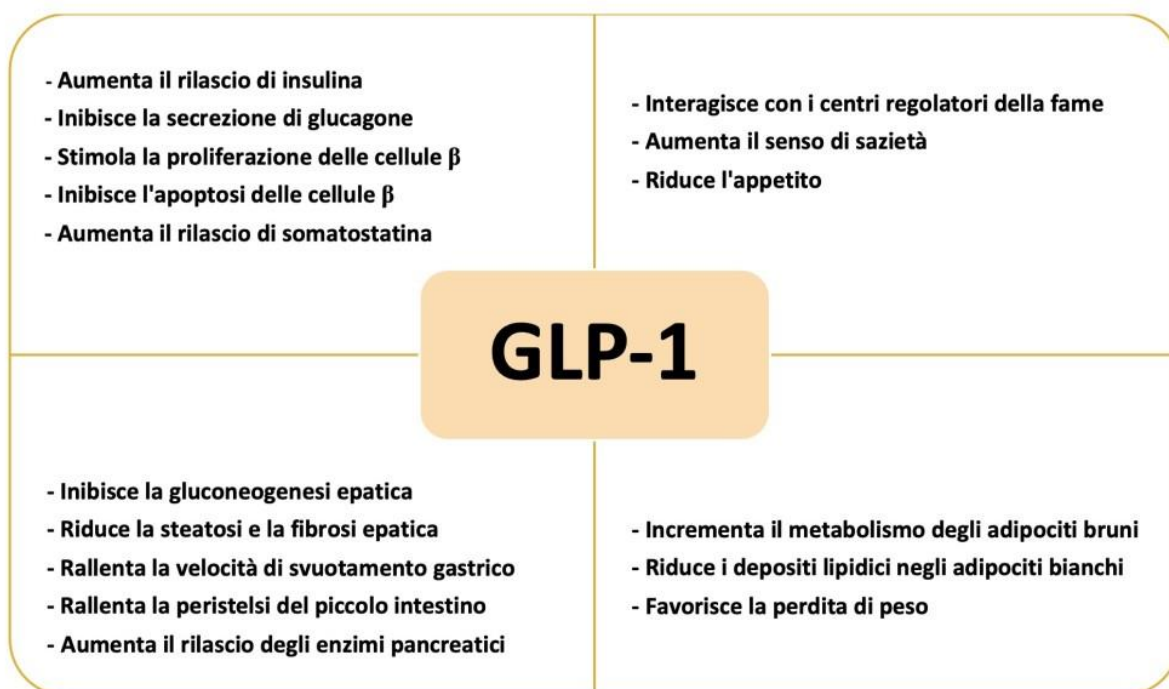 - Aumenta il rilascio di insulina
- Inibisce la secrezione di glucagone
- Stimola la proliferazione delle cellule β
- Inibisce l'apoptosi delle cellule β
- Aumenta il rilascio di somatostatina
- Interagisce con i centri regolatori della fame
- Aumenta il senso di sazietà
- Riduce l'appetito
GLP-1
- Inibisce la gluconeogenesi epatica
- Riduce la steatosi e la fibrosi epatica
- Rallenta la velocità di svuotamento gastrico
- Rallenta la peristelsi del piccolo intestino
- Aumenta il rilascio degli enzimi pancreatici
- Incrementa il metabolismo degli adipociti bruni
- Riduce i depositi lipidici negli adipociti bianchi
- Favorisce la perdita di peso